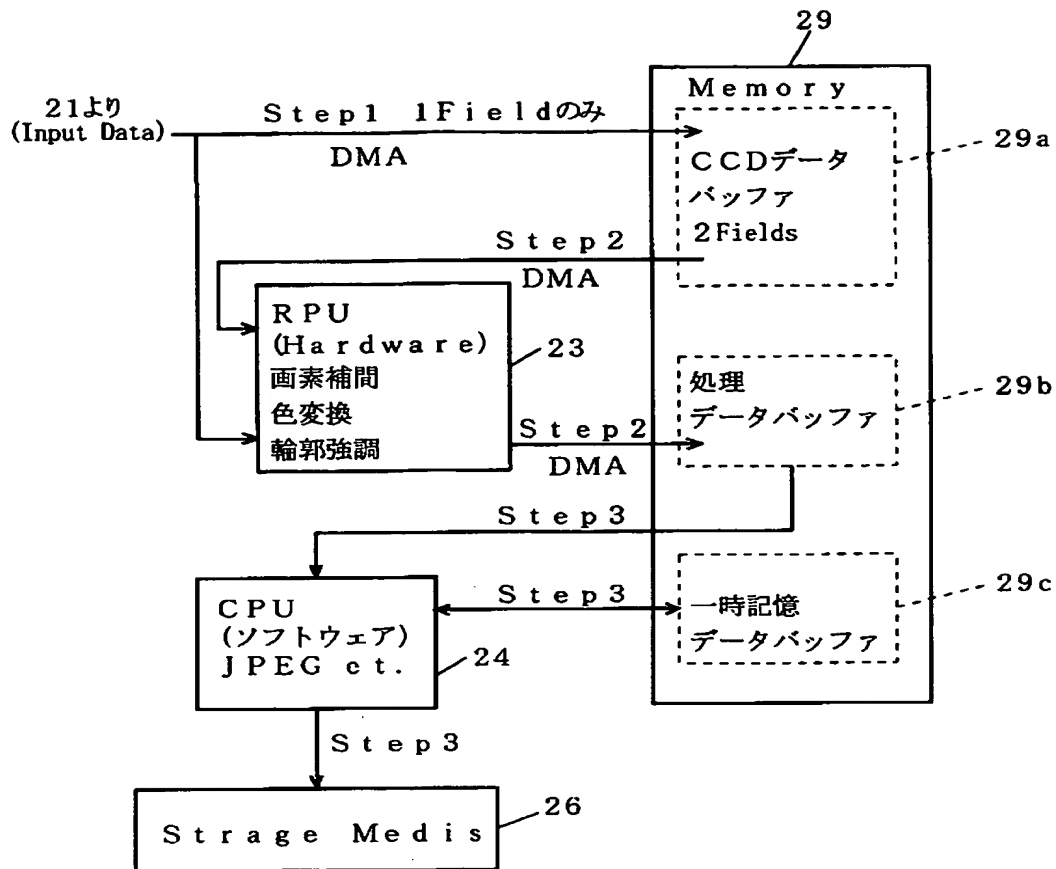 29
Memory
21より
(Input Data)
Step1 1Fieldのみ
DMA
CCDデータ
バッファ
2Fields
29a
Step2
DMA
RPU
(Hardware)
画素補間
色変換
輪郭強調
23
Step2
DMA
処理
データバッファ
29b
Step3
CPU
(ソフトウェア)
JPEG et.
24
Step3
一時記憶
データバッファ
29c
Step3
Strage Medis
26